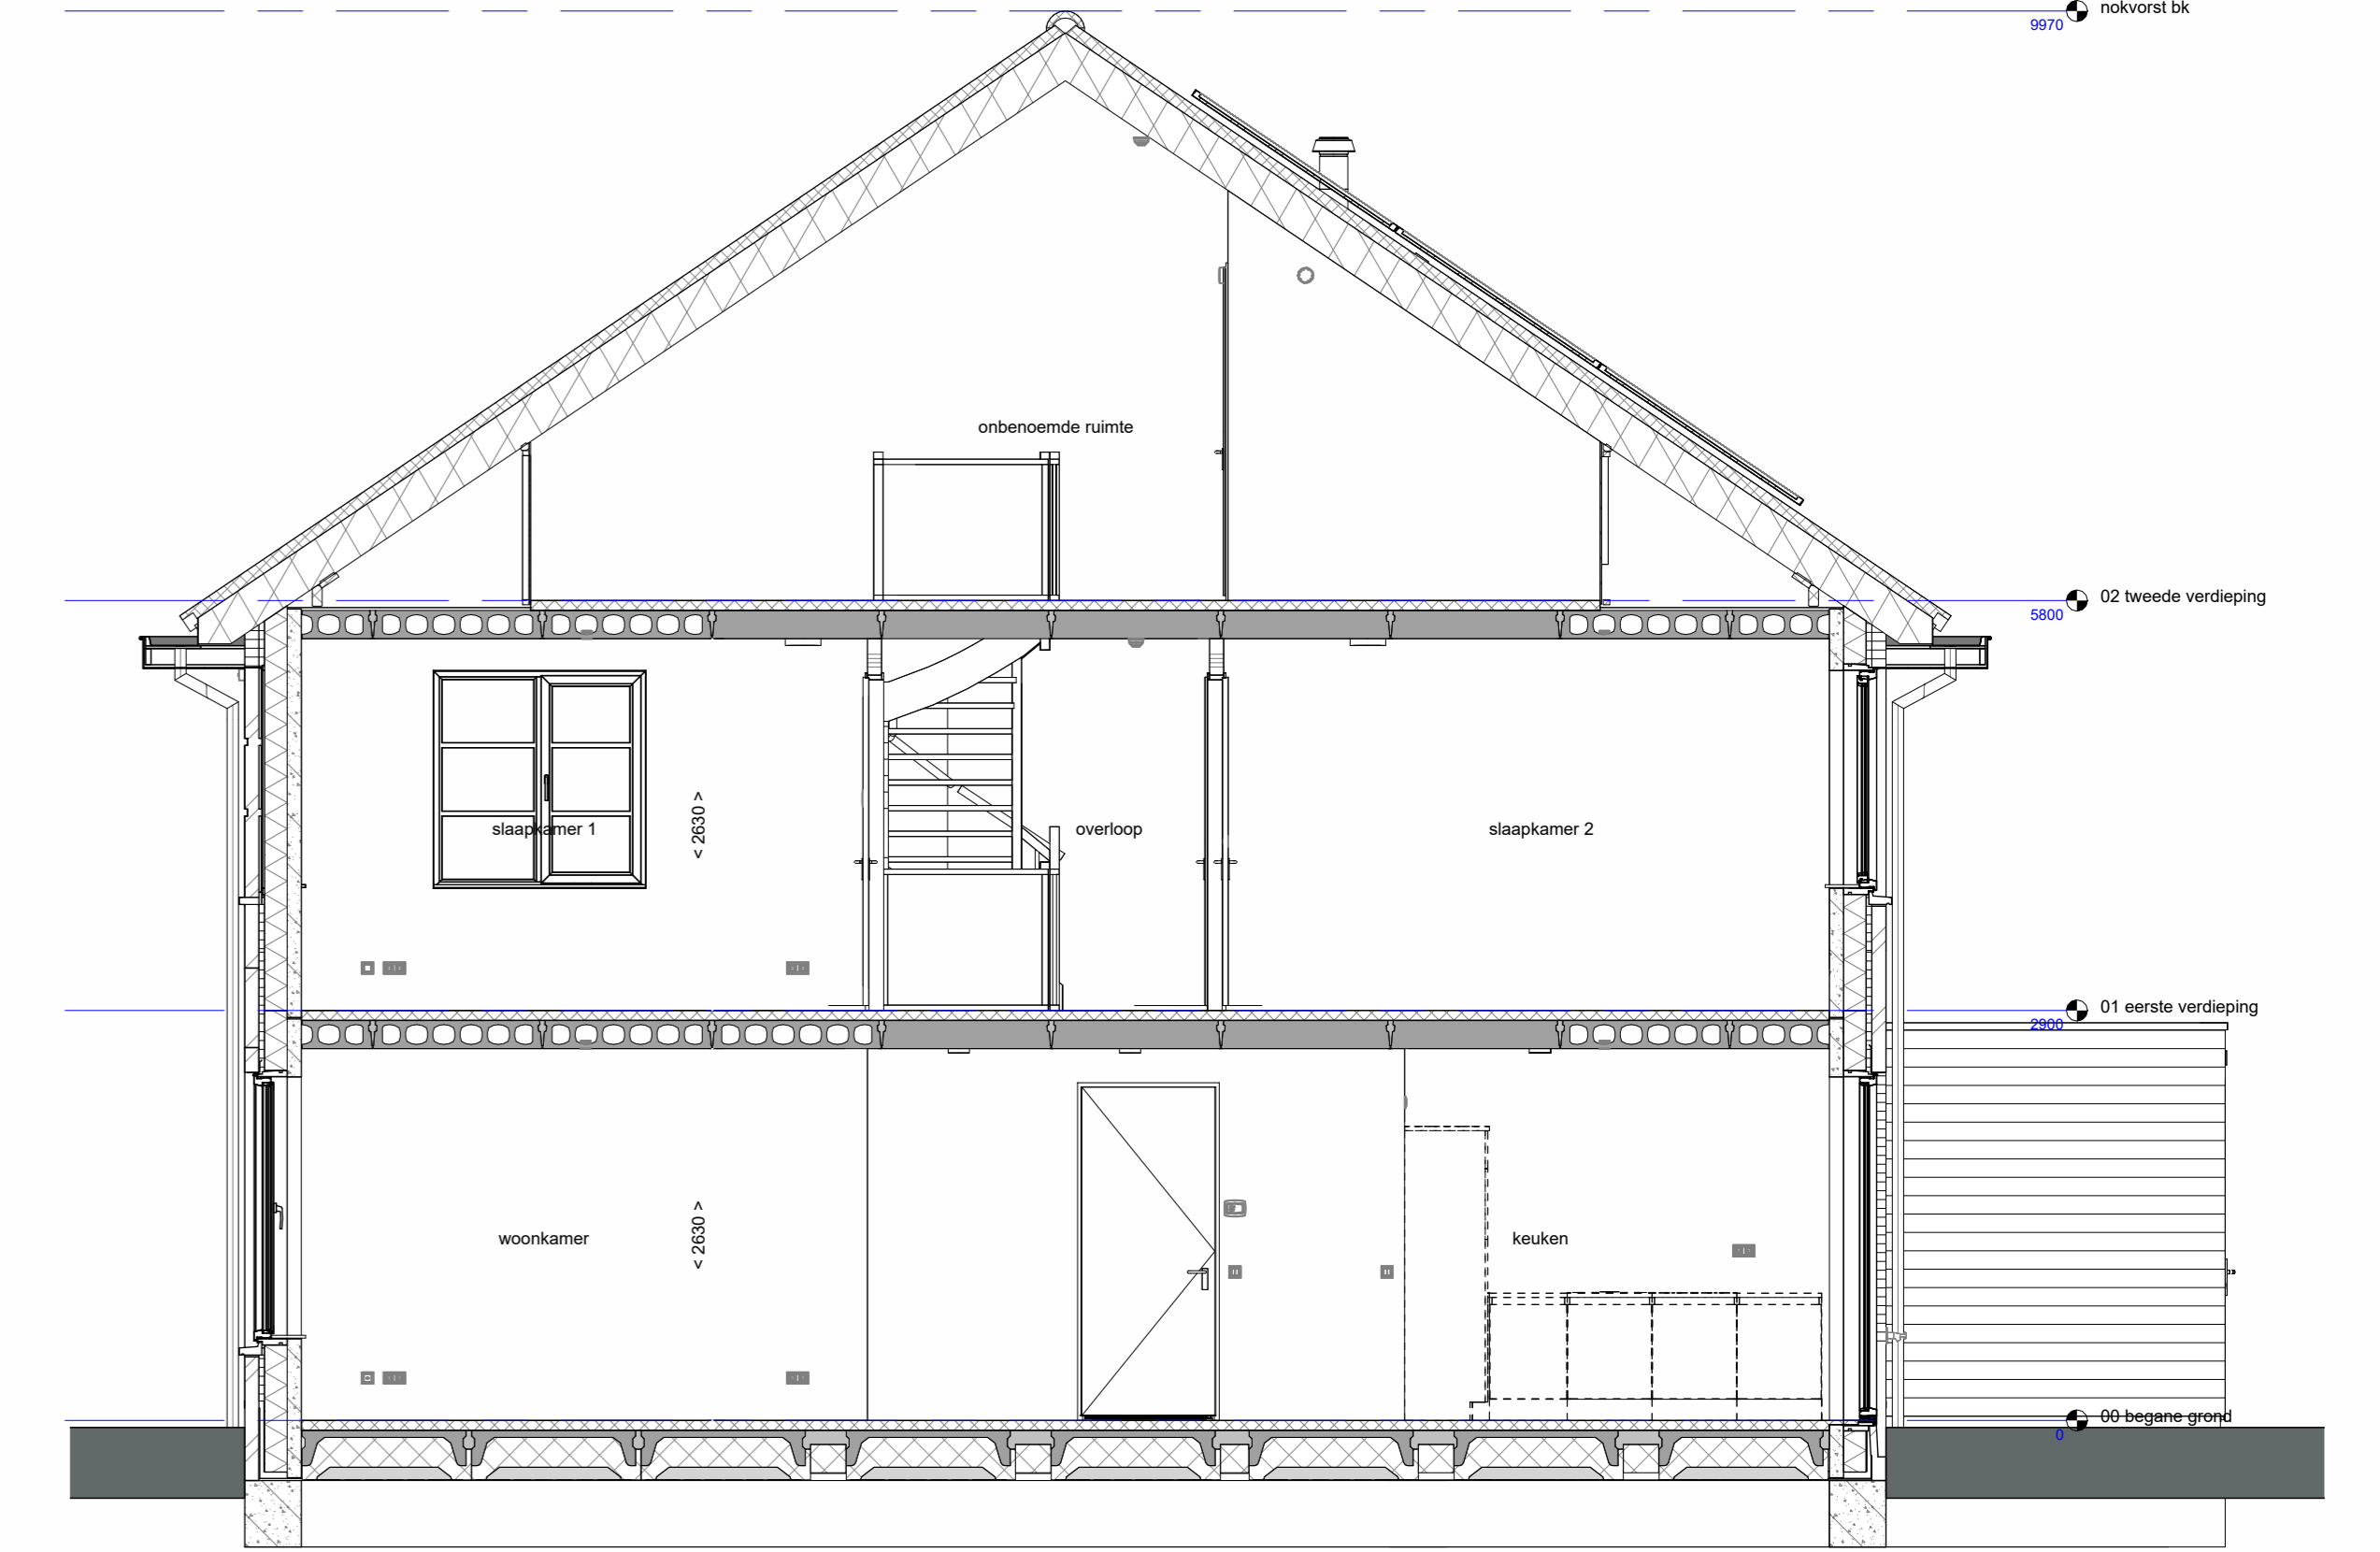 nokvorst bk
9970
onbenoemde ruimte
02 tweede verdieping
5800
slaapkamer 1
< 2630 >
overloop
slaapkamer 2
01 eerste verdieping
2900
woonkamer
< 2630 >
keuken
00 begane grond
0